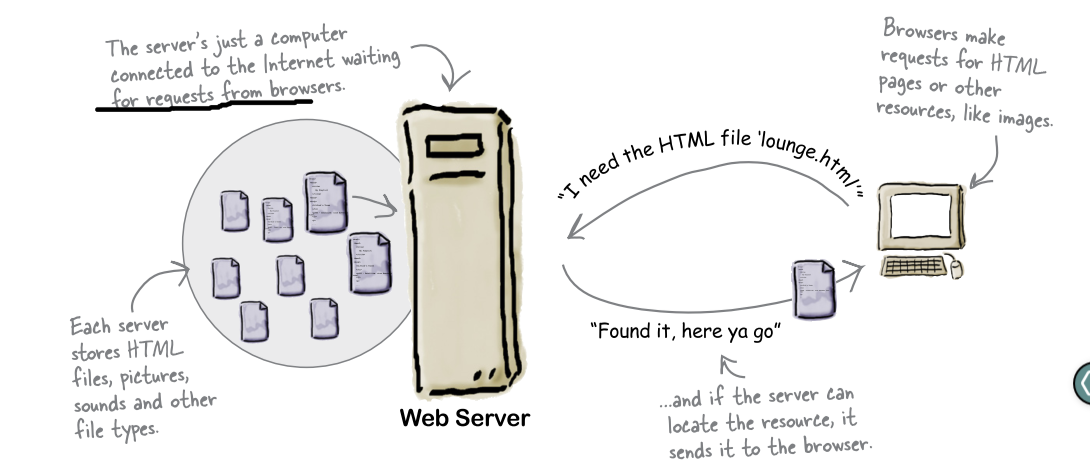 The server's just a computer
connected to the Internet waiting
for requests from browsers.
Browsers make
requests for HTML
pages or other
resources, like images.
"I need the HTML file 'lounge.html'"
Each server
stores HTML
files, pictures,
sounds and other
file types.
"Found it, here ya go"
...and if the server can
locate the resource, it
sends it to the browser.
Web Server